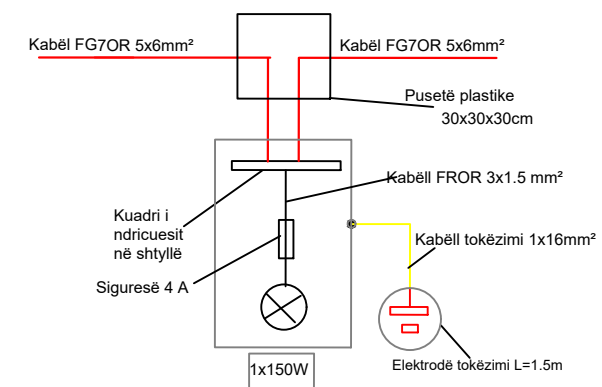 Kabël FG7OR 5x6mm²
Kabël FG7OR 5x6mm²
Pusetë plastike
30x30x30cm
Kabëll FROR 3x1.5 mm²
Kuadri i
ndricuesit
në shtyllë
Kabëll tokëzimi 1x16mm²
Siguresë 4 A
1x150W
Elektrodë tokëzimi L=1.5m